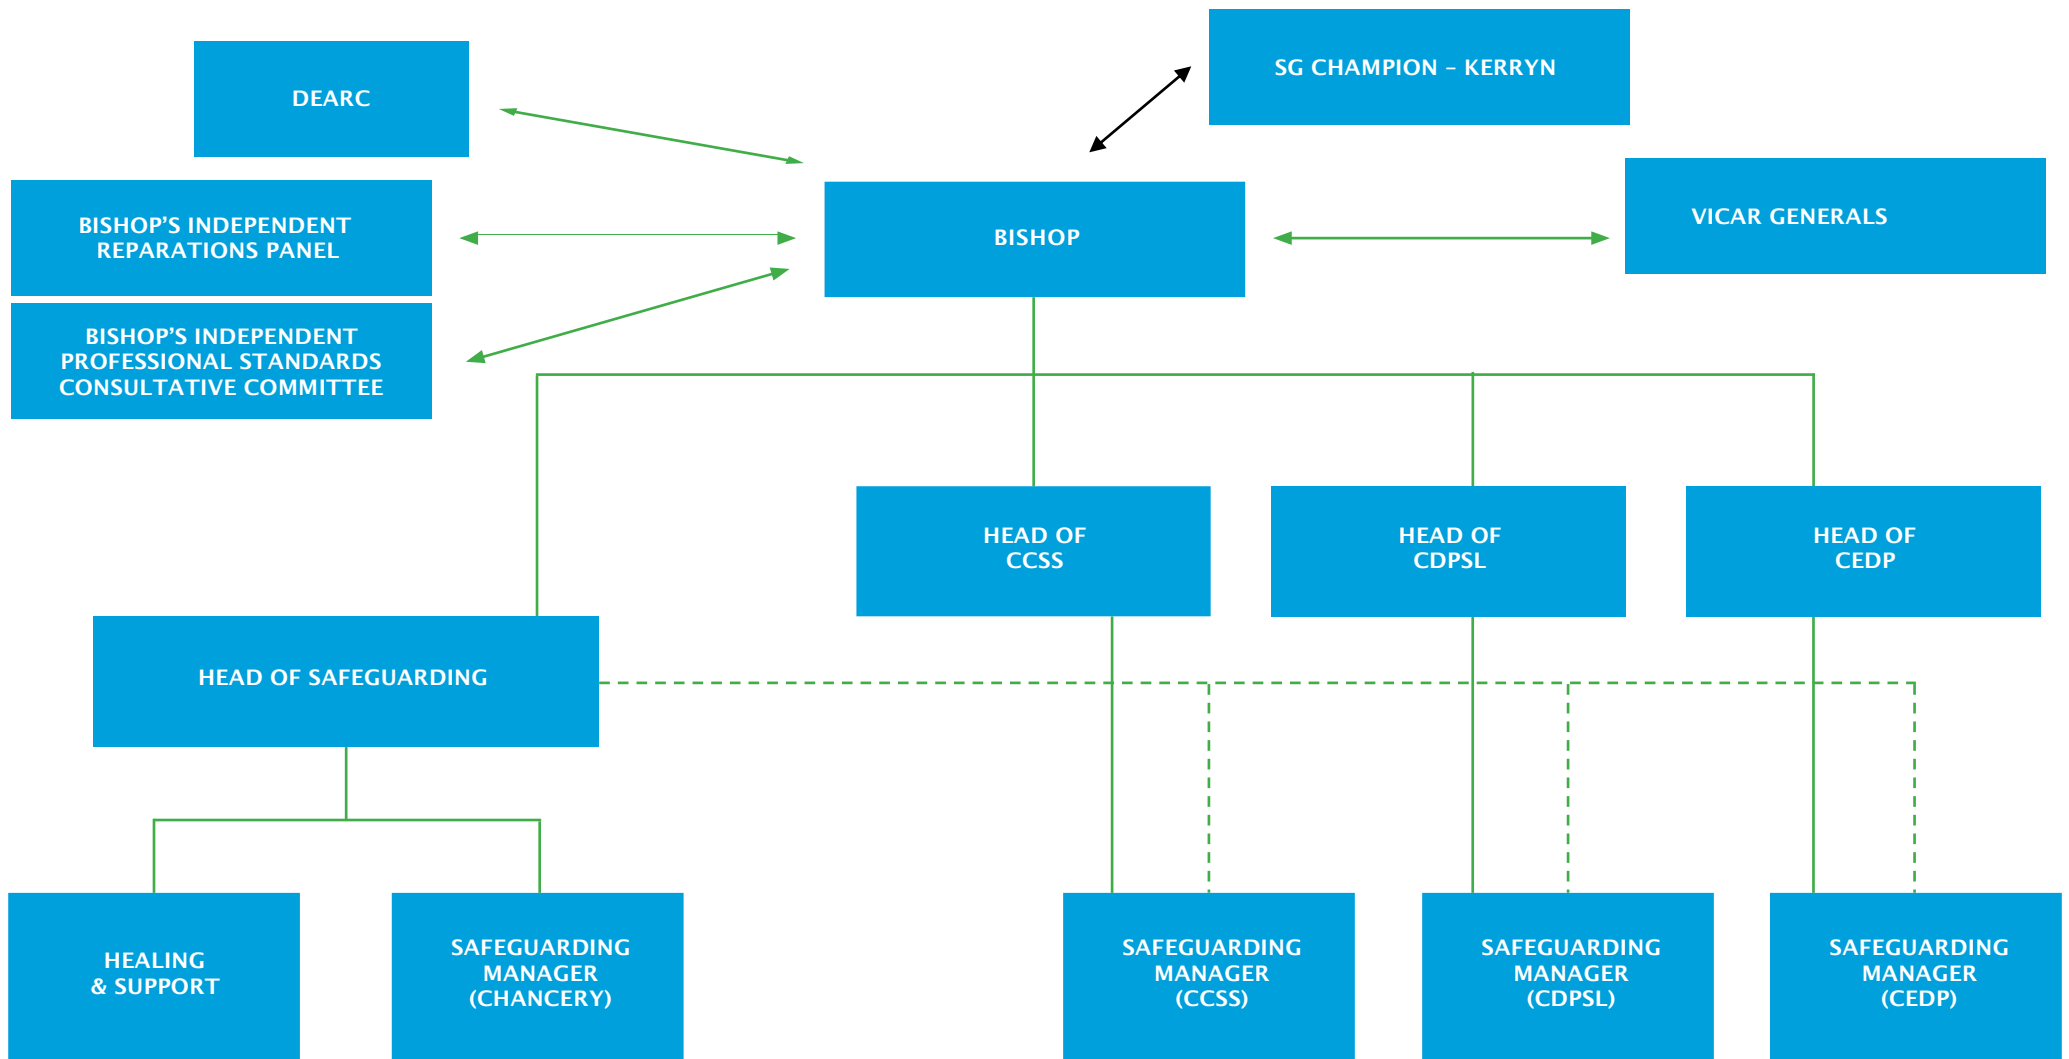 SG CHAMPION – KERRYN
DEARC
VICAR GENERALS
BISHOP’S INDEPENDENT
REPARATIONS PANEL
BISHOP
BISHOP’S INDEPENDENT
PROFESSIONAL STANDARDS
CONSULTATIVE COMMITTEE
HEAD OF
CCSS
HEAD OF
CDPSL
HEAD OF
CEDP
HEAD OF SAFEGUARDING
HEALING
& SUPPORT
SAFEGUARDING
MANAGER
(CHANCERY)
SAFEGUARDING
MANAGER
(CCSS)
SAFEGUARDING
MANAGER
(CDPSL)
SAFEGUARDING
MANAGER
(CEDP)